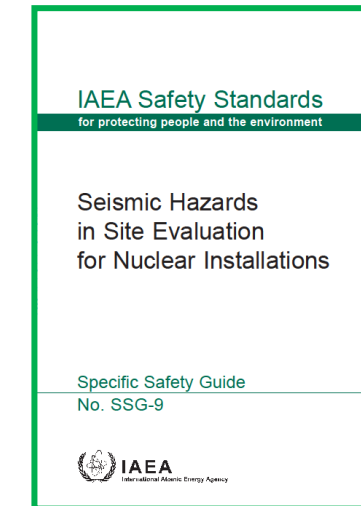 IAEA Safety Standards
for protecting people and the environment
Seismic Hazards
in Site Evaluation
for Nuclear Installations
Specific Safety Guide
No. SSG-9
IAEA
International Atomic Energy Agency